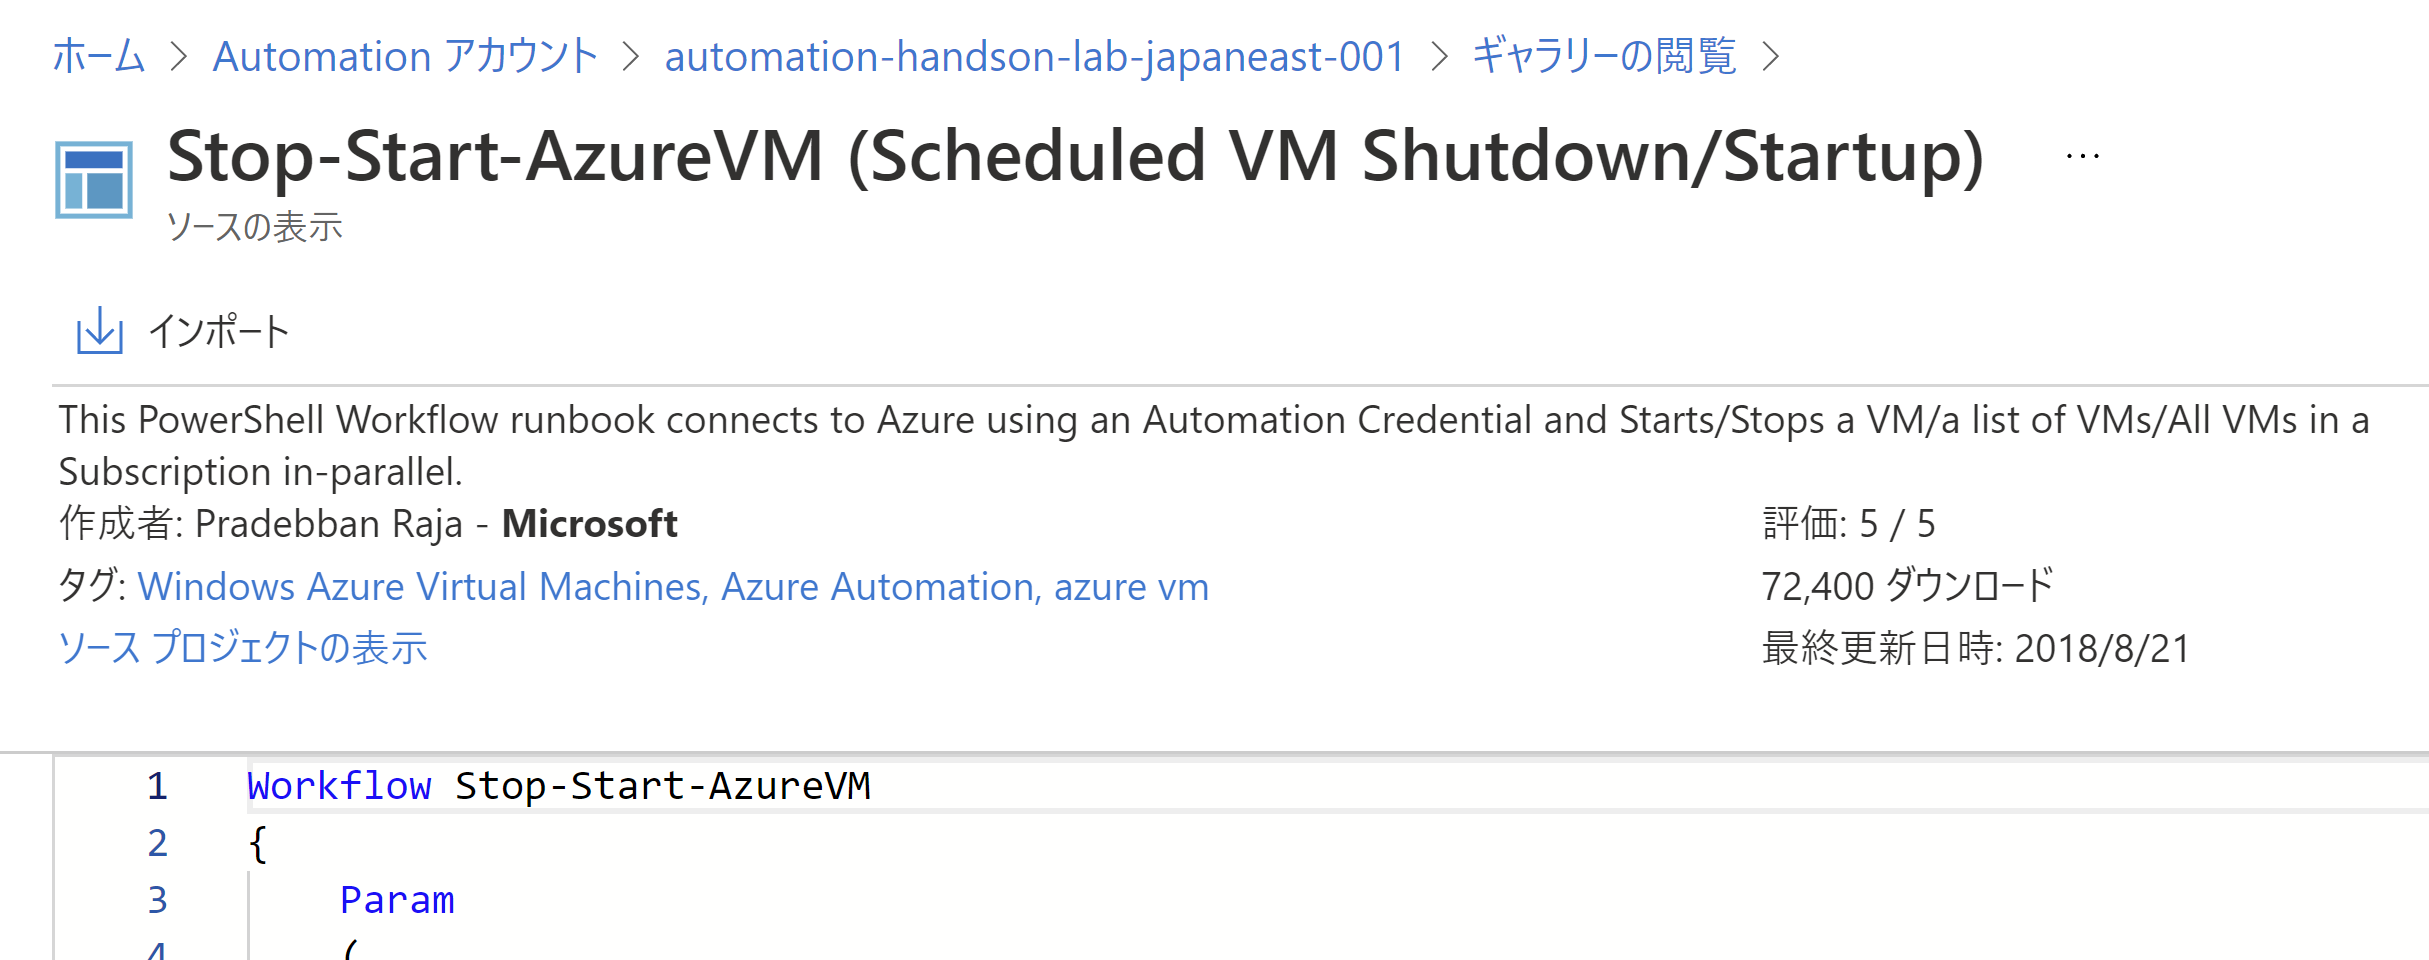 ホーム > Automation アカウント > automation-handson-lab-japaneast-001 > ギャラリーの閲覧 >
Stop-Start-AzureVM (Scheduled VM Shutdown/Startup) ...
ソースの表示
インポート
This PowerShell Workflow runbook connects to Azure using an Automation Credential and Starts/Stops a VM/a list of VMs/All VMs in a
Subscription in-parallel.
作成者: Pradebban Raja - Microsoft
評価: 5 / 5
タグ: Windows Azure Virtual Machines, Azure Automation, azure vm
72,400 ダウンロード
ソース プロジェクトの表示
最終更新日時: 2018/8/21
1 Workflow Stop-Start-AzureVM
2 {
3 Param
4 (